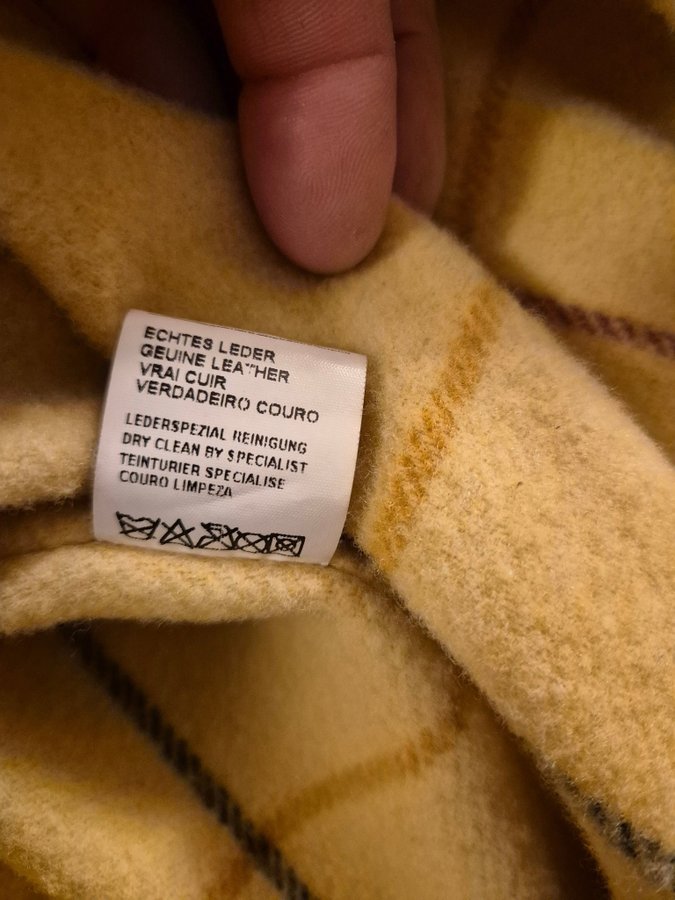 ECHTES LEDER
GEUINE LEATHER
VRAI CUIR
VERDADEIRO COURO
LEDERSPEZIAL REINIGUNG
DRY CLEAN BY SPECIALIST
TEINTURIER SPECIALISE
COURO LIMPEZA